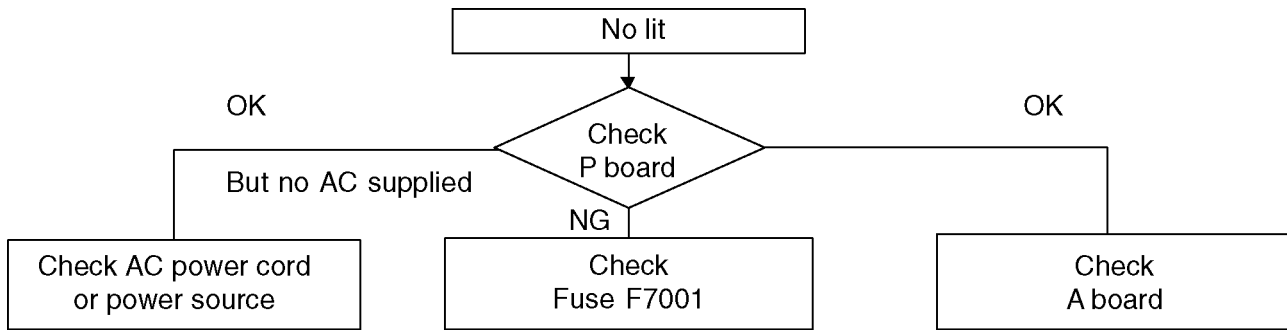 No lit
OK
OK
Check
P board
But no AC supplied
NG
Check AC power cord
or power source
Check
Fuse F7001
Check
A board